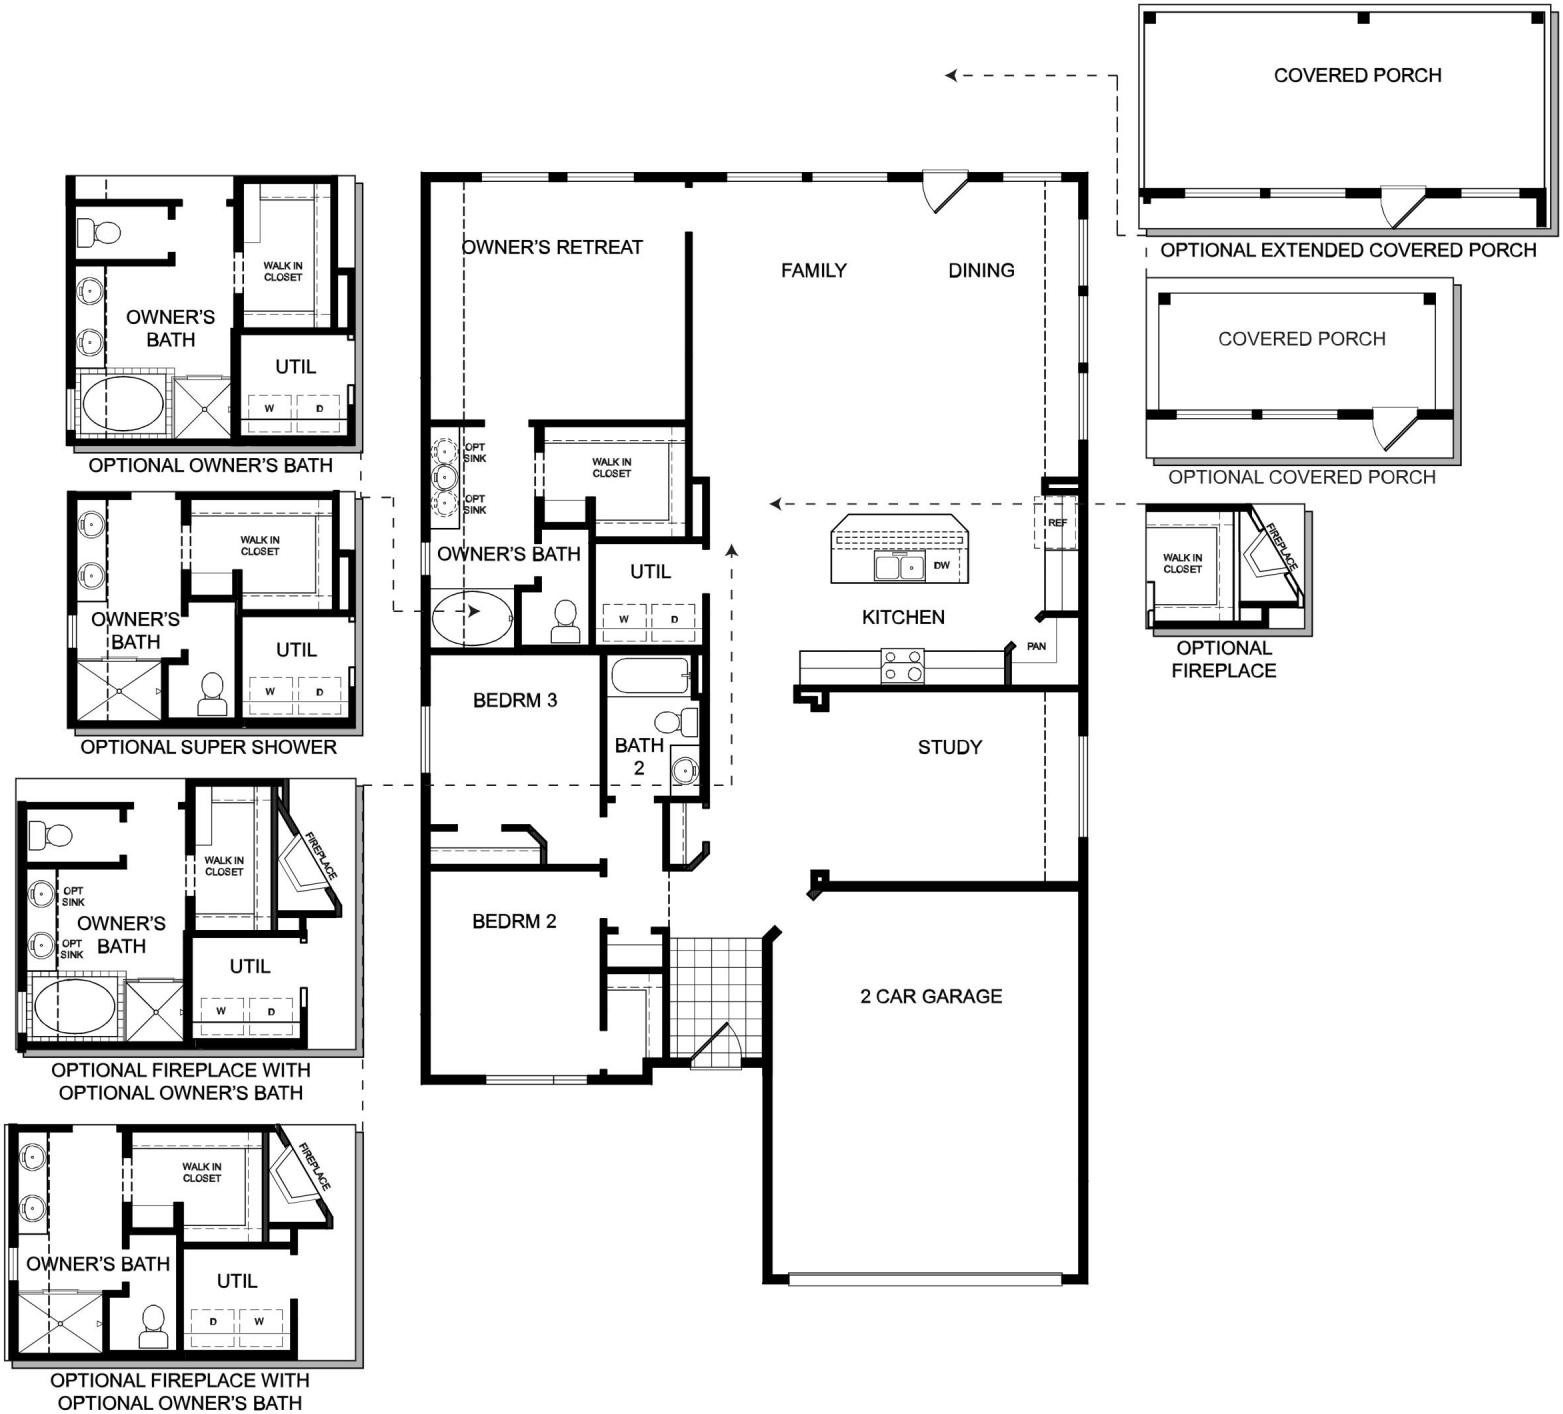 COVERED PORCH
OPTIONAL EXTENDED COVERED PORCH
COVERED PORCH
OPTIONAL COVERED PORCH
WALK IN
CLOSET
FIREPLACE
OPTIONAL
FIREPLACE
WALK IN
CLOSET
OWNER'S
BATH
UTIL
W
D
OPTIONAL OWNER'S BATH
WALK IN
CLOSET
OWNER'S
BATH
UTIL
W
D
OPTIONAL SUPER SHOWER
FIREPLACE
WALK IN
CLOSET
OPT
SINK
OWNER'S
BATH
OPT
SINK
UTIL
W
D
OPTIONAL FIREPLACE WITH
OPTIONAL OWNER'S BATH
FIREPLACE
WALK IN
CLOSET
OWNER'S BATH
UTIL
D
W
OPTIONAL FIREPLACE WITH
OPTIONAL OWNER'S BATH
OWNER'S RETREAT
FAMILY
DINING
OPT
SINK
OPT
SINK
WALK IN
CLOSET
OWNER'S BATH
UTIL
W
D
REF
DW
KITCHEN
PAN
BEDRM 3
BATH
2
STUDY
BEDRM 2
2 CAR GARAGE